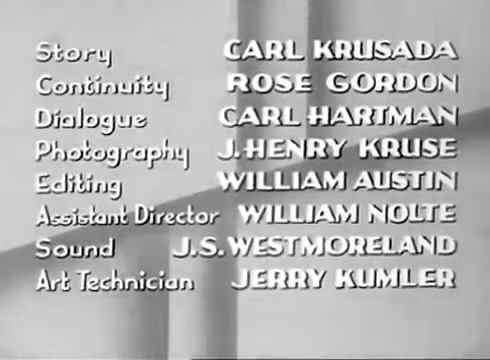 Story CARL KRUSADA
Continuity ROSE GORDON
Dialogue CARL HARTMAN
Photography J. HENRY KRUSE
Editing WILLIAM AUSTIN
Assistant Director WILLIAM NOLTE
Sound J.S. WESTMORELAND
Art Technician JERRY KUMLER